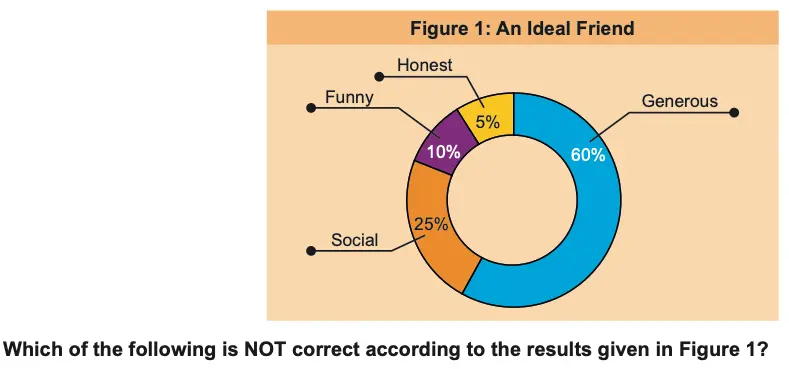 Figure 1: An Ideal Friend
Honest
Funny
Generous
5%
10%
60%
25%
Social
Which of the following is NOT correct according to the results given in Figure 1?